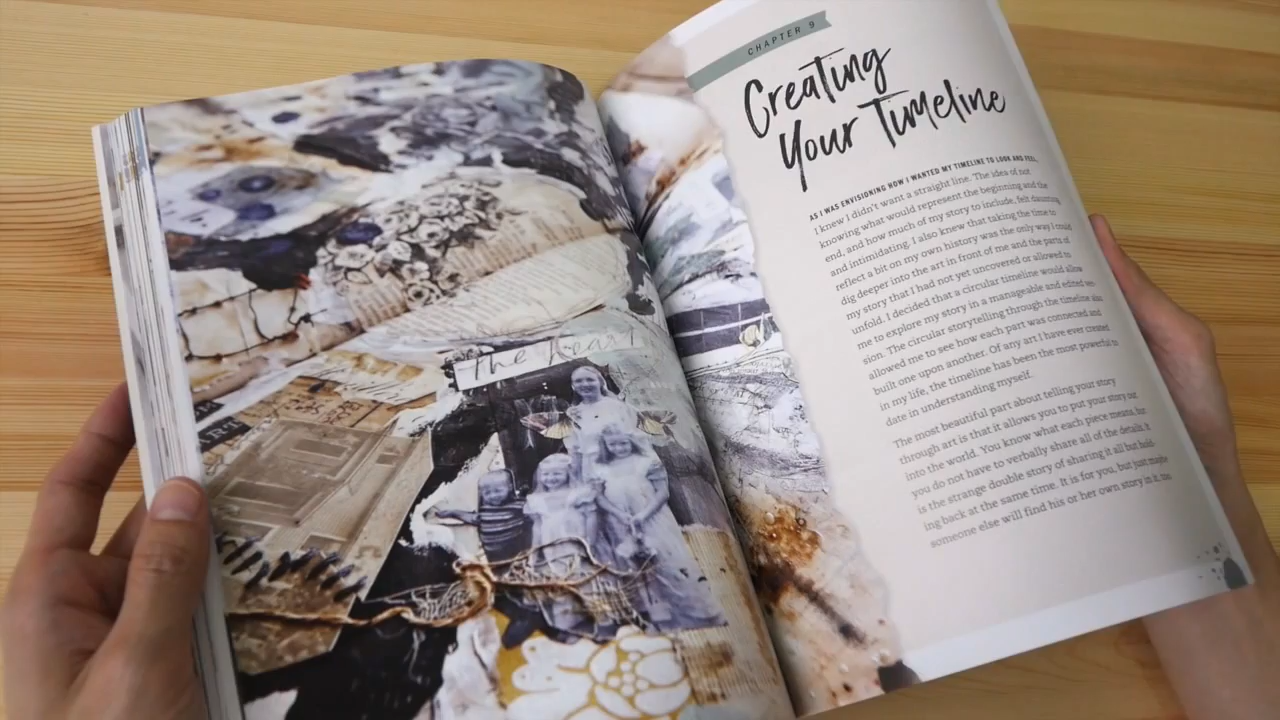 The heart
ART
CHAPTER 9
Creating
Your Timeline
AS I WAS ENVISIONING HOW I WANTED MY TIMELINE TO LOOK AND FEEL,
I knew I didn't want a straight line. The idea of not
knowing what would represent the beginning and the
end, and how much of my story to include, felt daunting
and intimidating. I also knew that taking the time to
reflect a bit on my own history was the only way I could
dig deeper into the art in front of me and the parts of
my story that I had not yet uncovered or allowed to
unfold. I decided that a circular timeline would allow
me to explore my story in a manageable and edited ver-
sion. The circular storytelling through the timeline also
allowed me to see how each part was connected and
built one upon another. Of any art I have ever created
in my life, the timeline has been the most powerful to
date in understanding myself.
The most beautiful part about telling your story
through art is that it allows you to put your story out
into the world. You know what each piece means, but
you do not have to verbally share all of the details. It
is the strange double story of sharing it all but hold-
ing back at the same time. It is for you, but just maybe
someone else will find his or her own story in it, too.